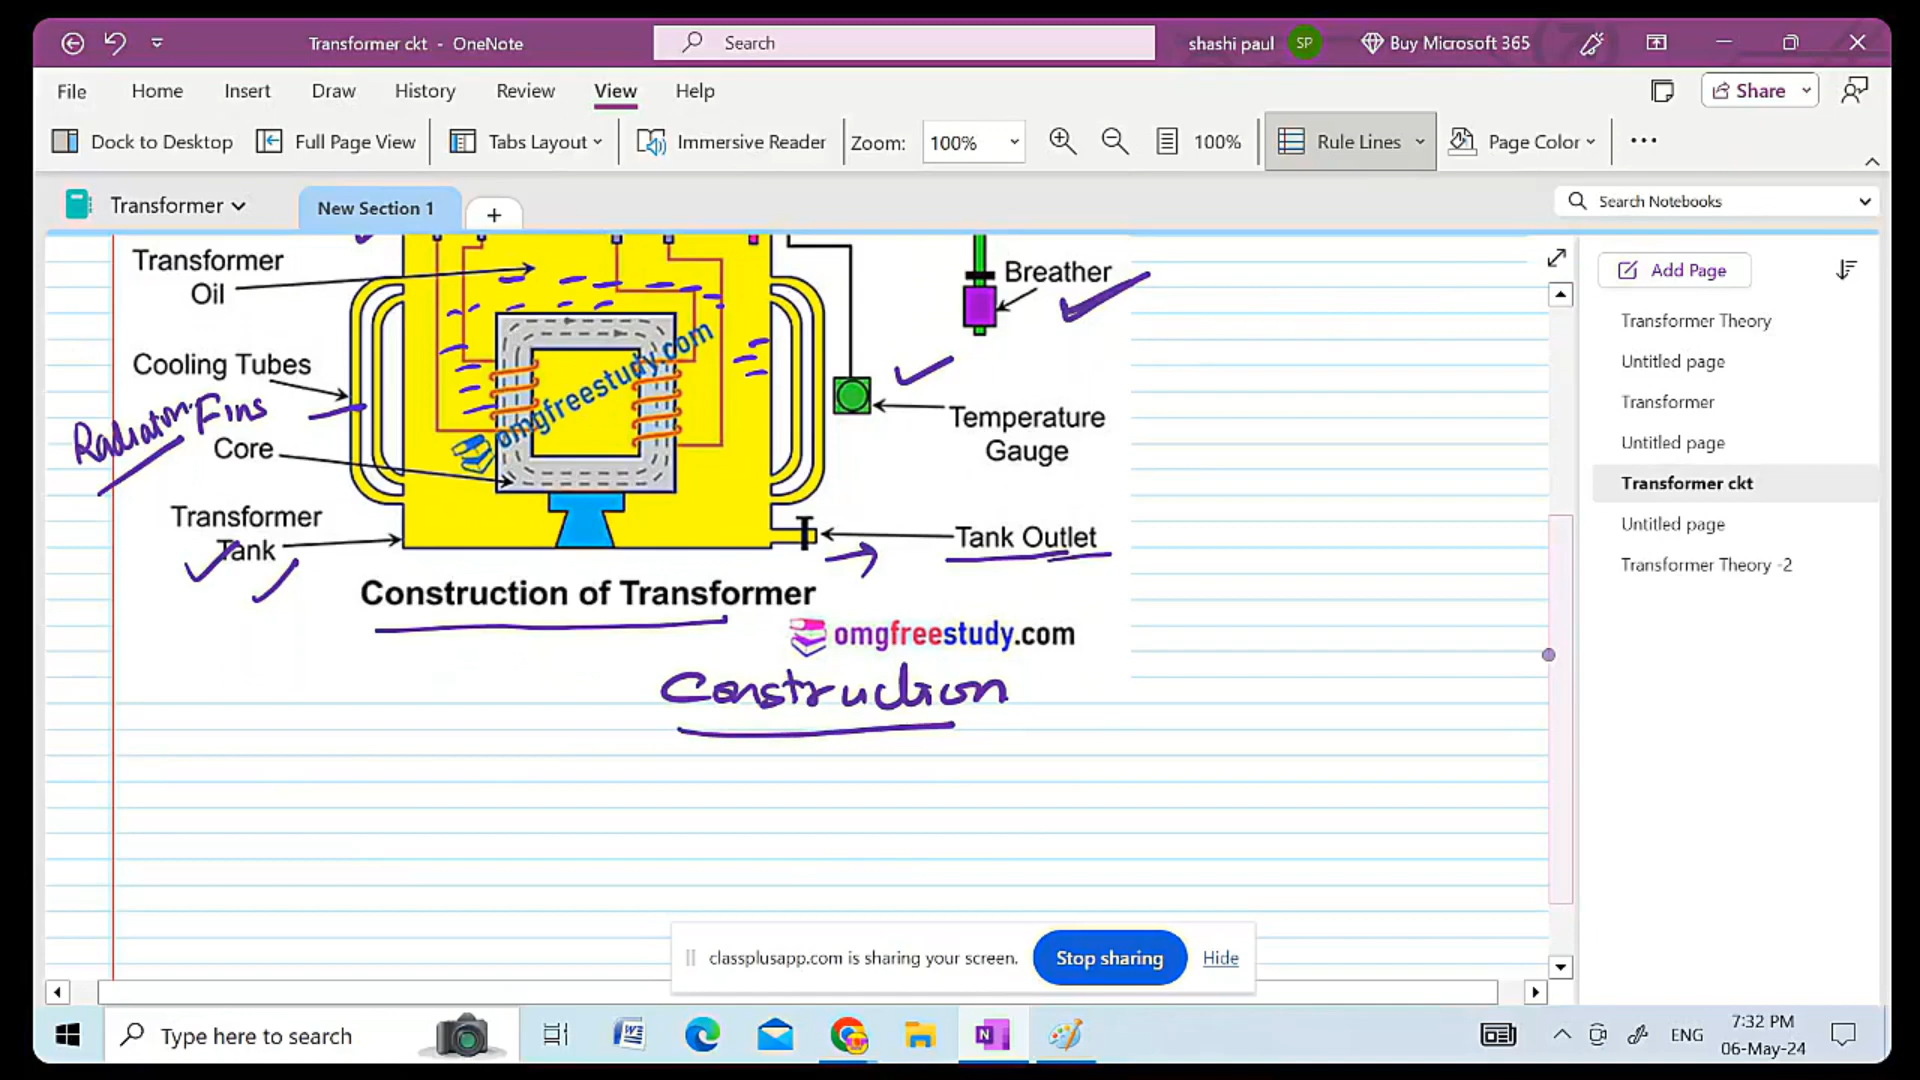 Transformer ckt - OneNote
Search
shashi paul
SP
Buy Microsoft 365
File
Home
Insert
Draw
History
Review
View
Help
Share
Dock to Desktop
Full Page View
Tabs Layout
Immersive Reader
Zoom:
100%
100%
Rule Lines
Page Color
Transformer
New Section 1
Search Notebooks
Transformer
Oil
Breather
Cooling Tubes
Radiator Fins
omgfreestudy.com
Temperature
Gauge
Core
Transformer
Tank
Tank Outlet
Construction of Transformer
omgfreestudy.com
Construction
Add Page
Transformer Theory
Untitled page
Transformer
Untitled page
Transformer ckt
Untitled page
Transformer Theory -2
classplusapp.com is sharing your screen.
Stop sharing
Hide
Type here to search
ENG
7:32 PM
06-May-24